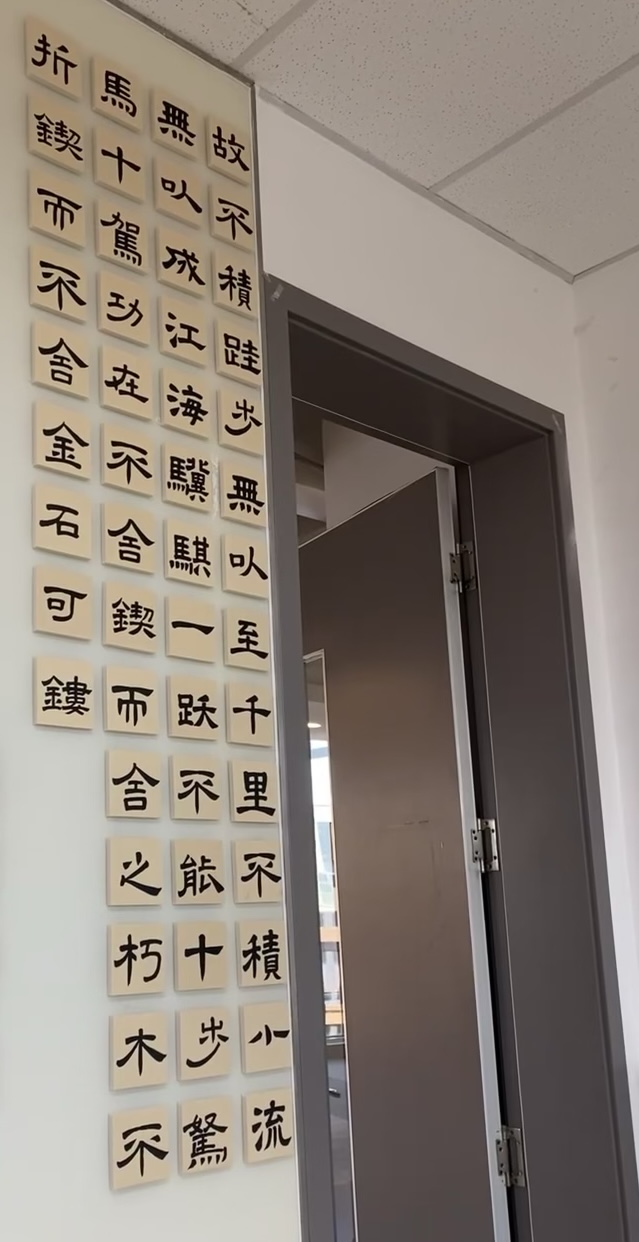 故不積跬步無以至千里不積小流
無以成江海驥騏一跃不能十步駑
馬十駕功在不舍鍥而舍之朽木不
折鍥而不舍金石可鏤